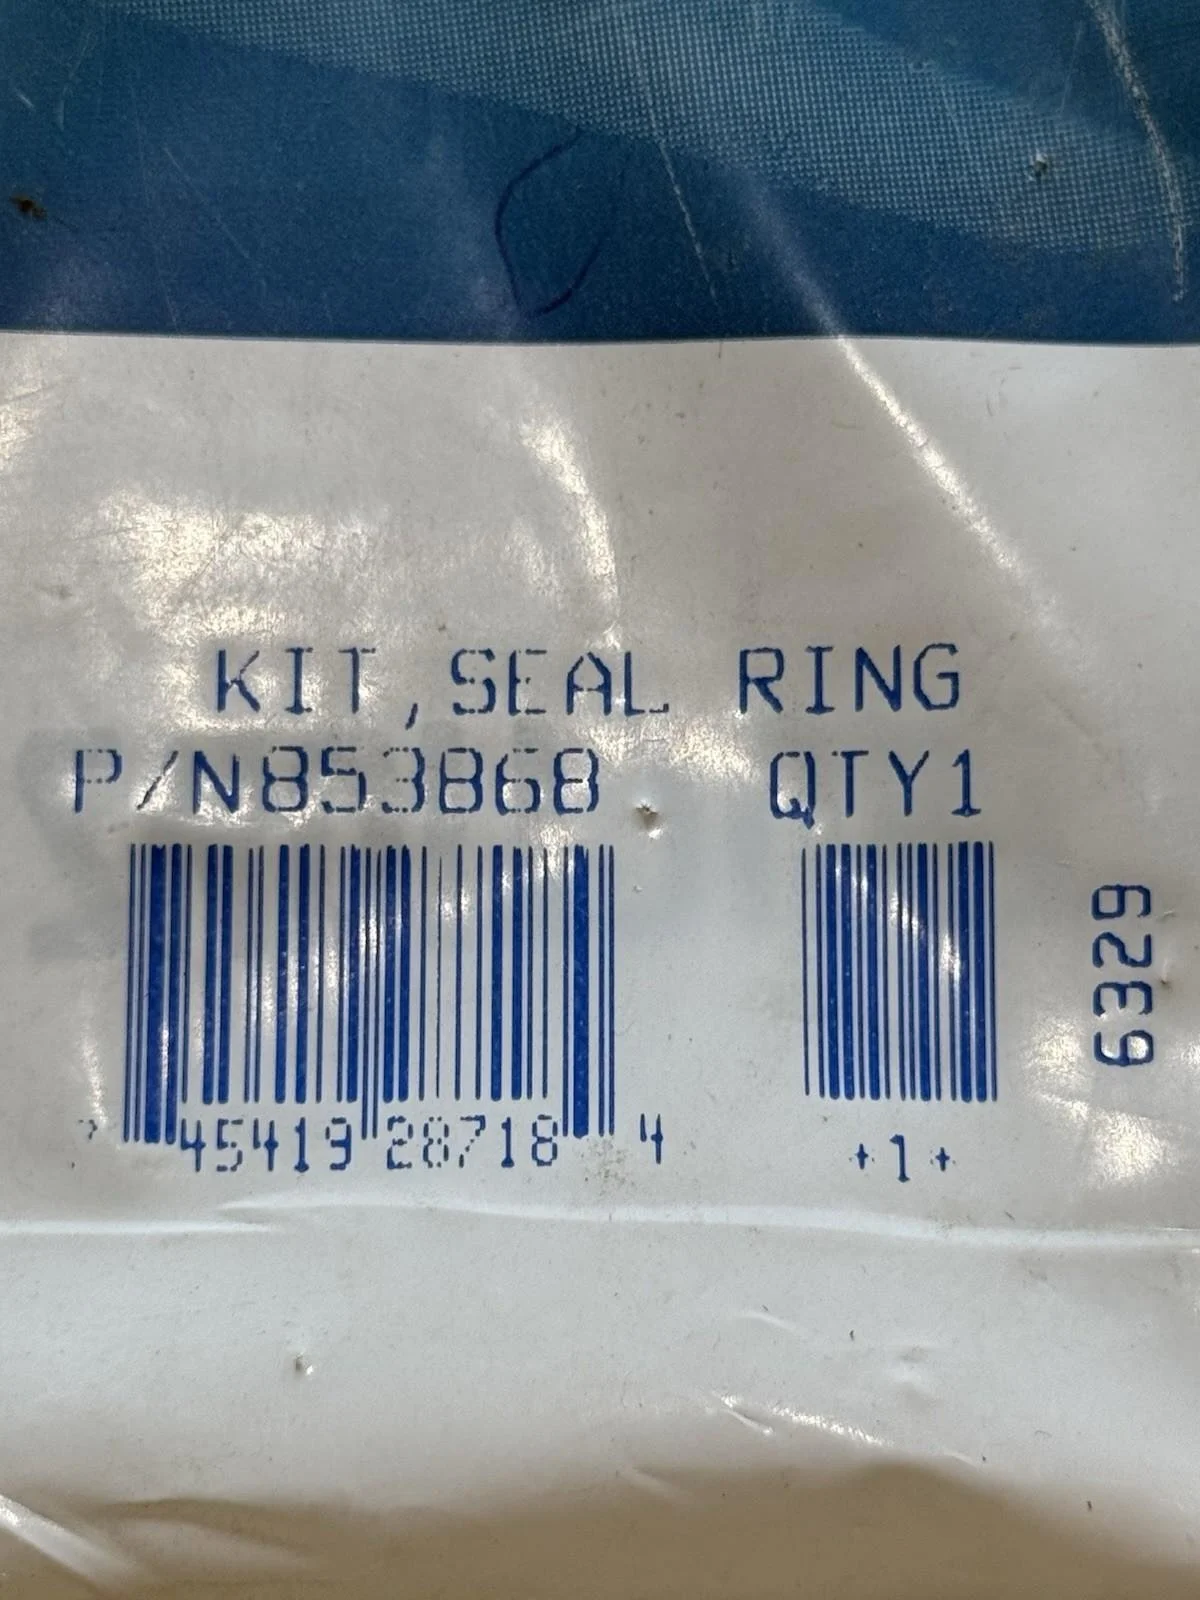 KIT,SEAL RING
P/N853868 QTY1
45419 28718 4
+1+
6329